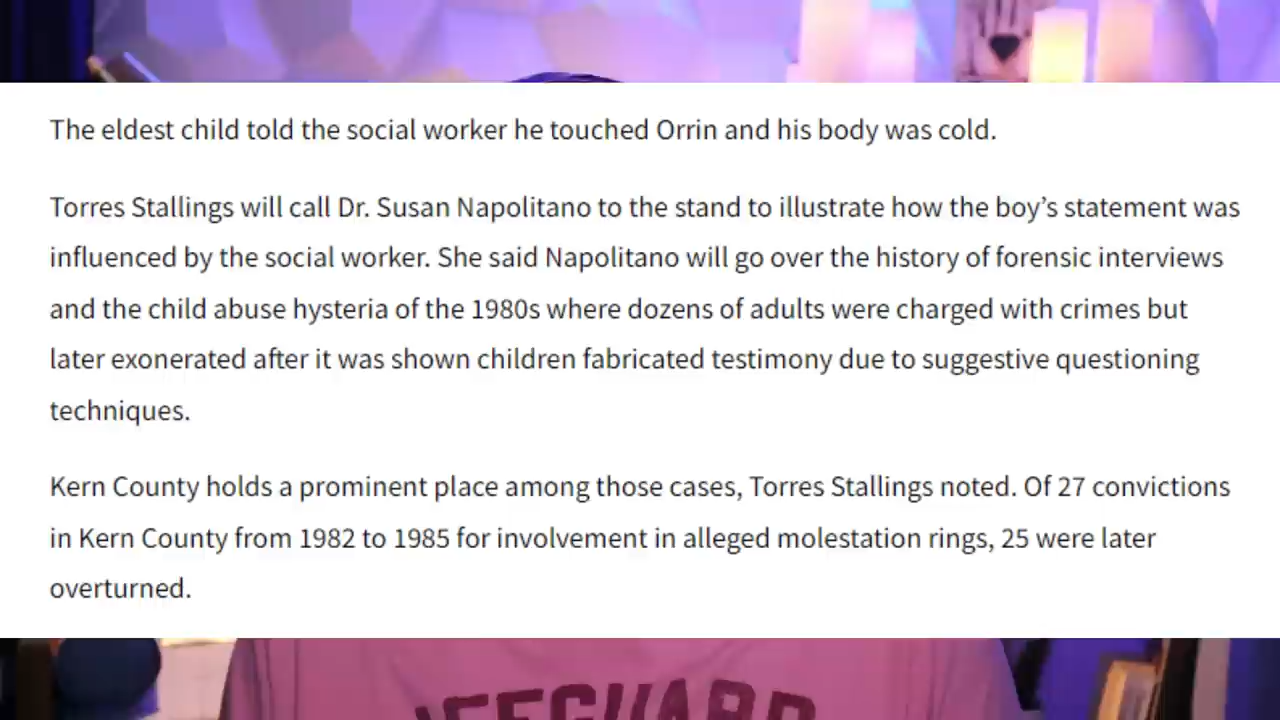 The eldest child told the social worker he touched Orrin and his body was cold.
Torres Stallings will call Dr. Susan Napolitano to the stand to illustrate how the boy’s statement was
influenced by the social worker. She said Napolitano will go over the history of forensic interviews
and the child abuse hysteria of the 1980s where dozens of adults were charged with crimes but
later exonerated after it was shown children fabricated testimony due to suggestive questioning
techniques.
Kern County holds a prominent place among those cases, Torres Stallings noted. Of 27 convictions
in Kern County from 1982 to 1985 for involvement in alleged molestation rings, 25 were later
overturned.